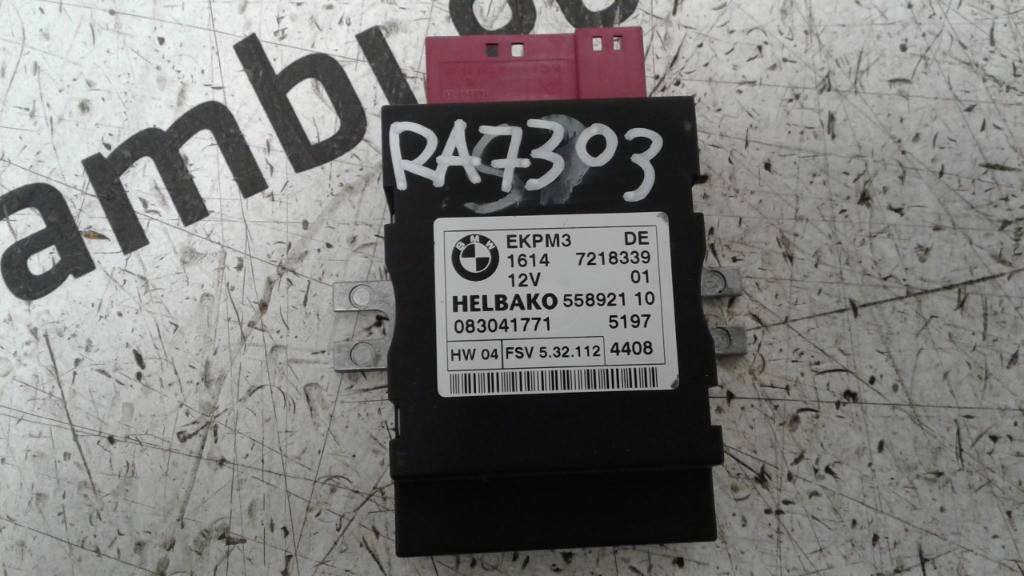 amb
RA7303
BMW
EKPM3 DE
1614 7218339
12V 01
HELBAKO 558921 10
083041771 5197
HW 04 FSV 5.32.112 4408